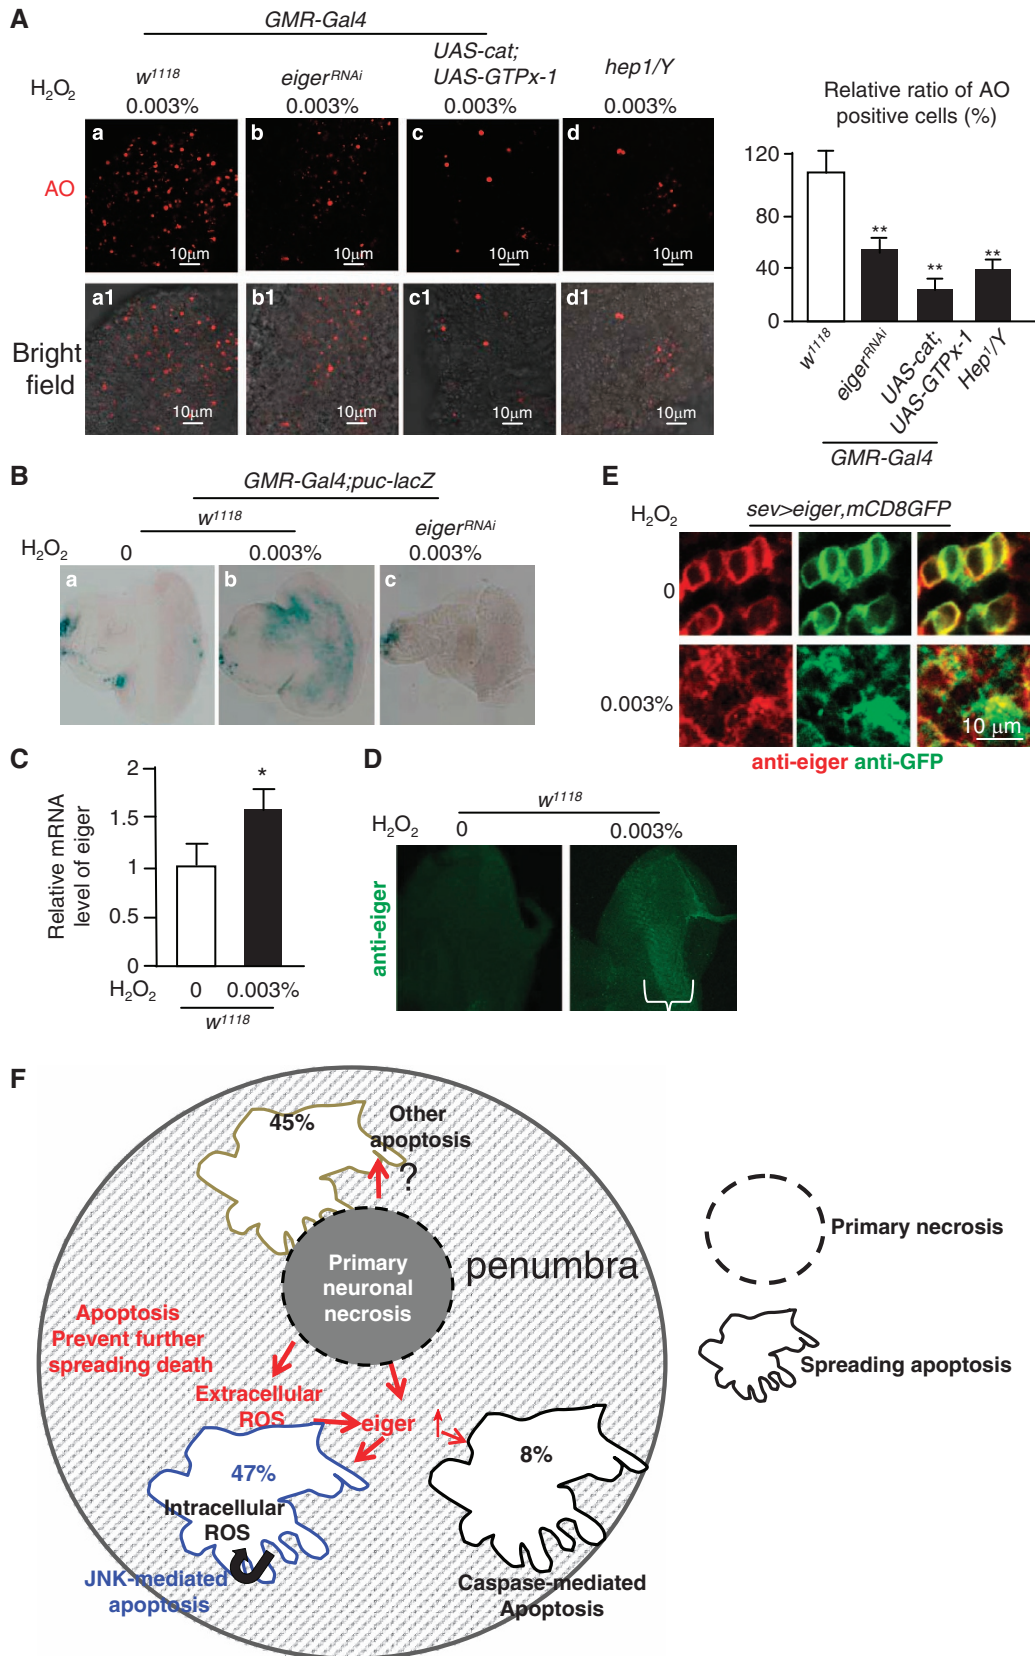 A
GMR-Gal4
H2O2
w1118
0.003%
eigerRNAi
0.003%
UAS-cat;
UAS-GTPx-1
0.003%
hep1/Y
0.003%
AO
a
10μm
b
10μm
c
10μm
d
10μm
Bright
field
a1
10μm
b1
10μm
c1
10μm
d1
10μm
Relative ratio of AO
positive cells (%)
120
80
40
0
**
**
**
w1118
eigerRNAi
UAS-cat;
UAS-GTPx-1
Hep1/Y
GMR-Gal4
B
GMR-Gal4;puc-lacZ
w1118
eigerRNAi
H2O2
0
0.003%
0.003%
a
b
c
E
H2O2
sev>eiger,mCD8GFP
0
0.003%
10 μm
anti-eiger anti-GFP
C
Relative mRNA
level of eiger
2
1.5
1
0.5
0
*
H2O2
0
0.003%
w1118
D
w1118
H2O2
0
0.003%
anti-eiger
F
45%
Other
apoptosis
?
Primary
neuronal
necrosis
penumbra
Apoptosis
Prevent further
spreading death
Extracellular
ROS
eiger
47%
Intracellular
ROS
JNK-mediated
apoptosis
8%
Caspase-mediated
Apoptosis
Primary necrosis
Spreading apoptosis